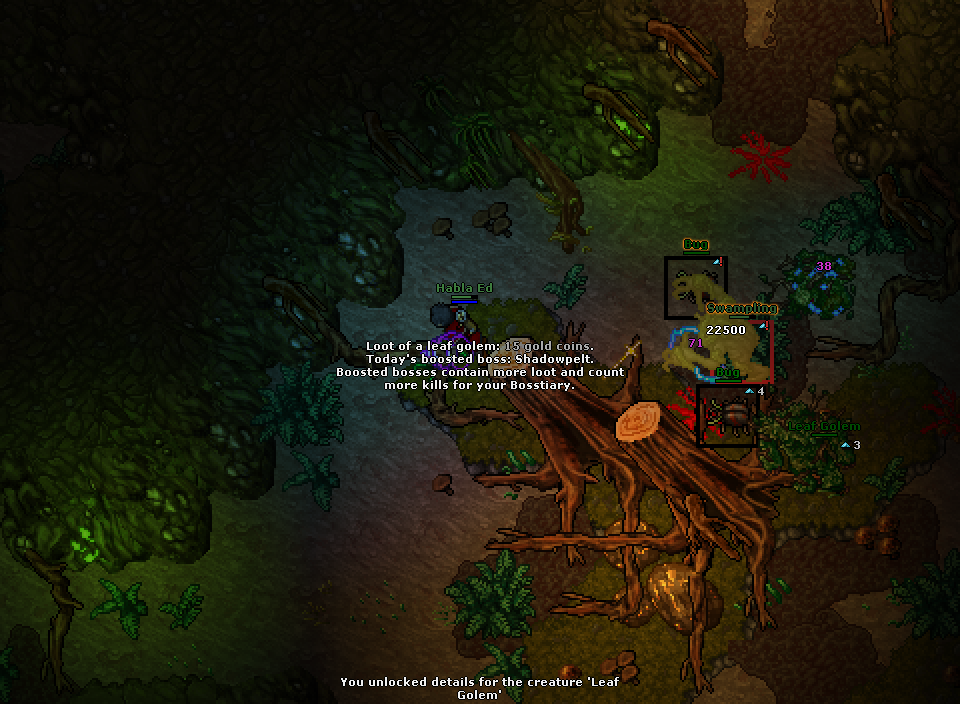 Bug
38
Habla Ed
Swampling
22500
71
Loot of a leaf golem: 15 gold coins.
Today's boosted boss: Shadowpelt.
Boosted bosses contain more loot and count
more kills for your Bosstiary.
Bug
4
Leaf Golem
3
You unlocked details for the creature 'Leaf
Golem'